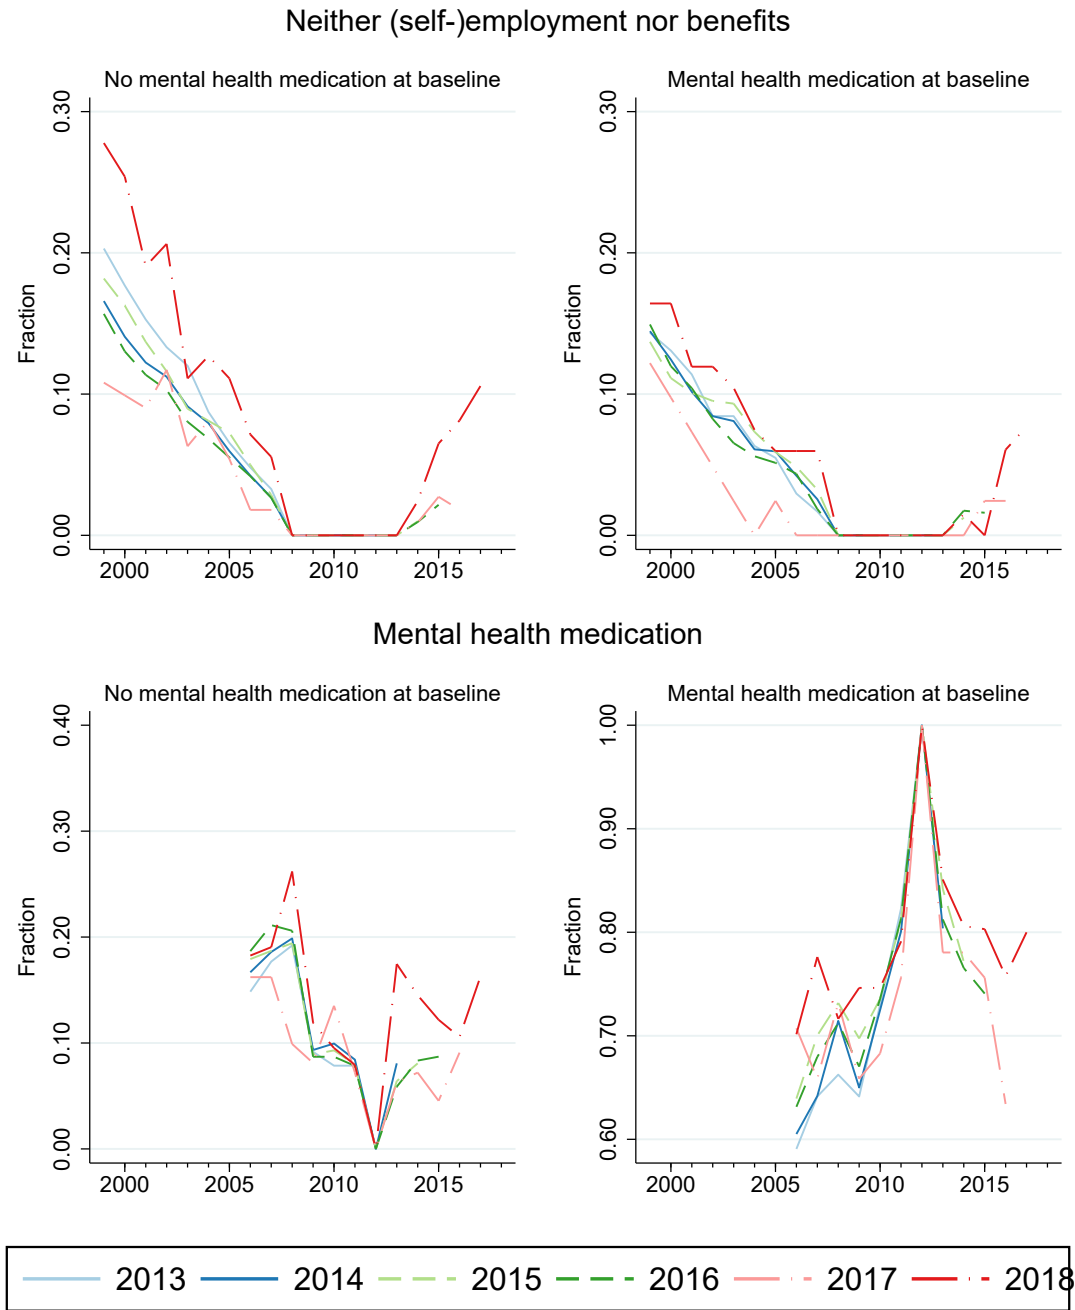 Neither (self-)employment nor benefits
No mental health medication at baseline
Mental health medication at baseline
Fraction
0.00 0.10 0.20 0.30
2000 2005 2010 2015
Fraction
0.00 0.10 0.20 0.30
2000 2005 2010 2015
Mental health medication
No mental health medication at baseline
Mental health medication at baseline
Fraction
0.00 0.10 0.20 0.30 0.40
2000 2005 2010 2015
Fraction
0.60 0.70 0.80 0.90 1.00
2000 2005 2010 2015
2013 2014 2015 2016 2017 2018